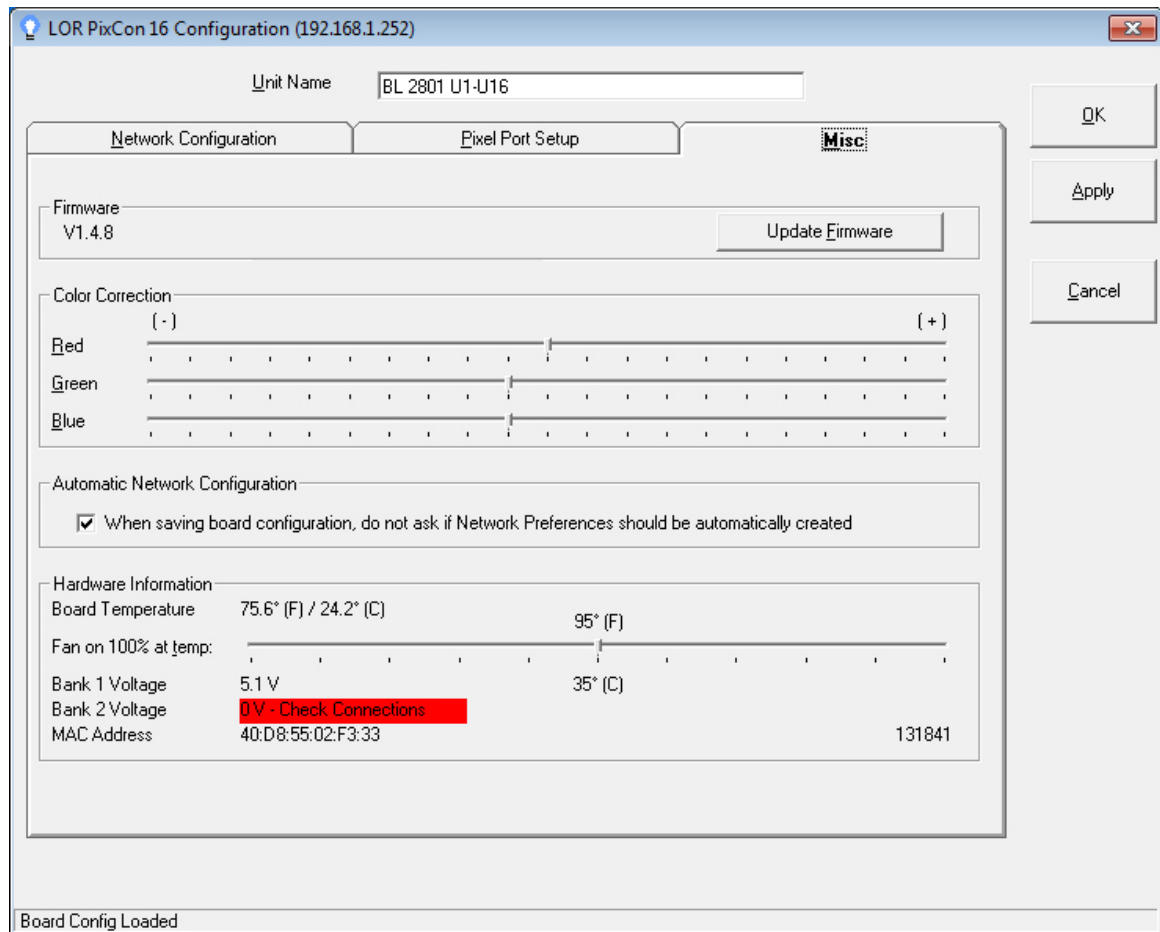 LOR PixCon 16 Configuration (192.168.1.252)
Unit Name BL 2801 U1-U16
OK
Network Configuration Pixel Port Setup Misc
Apply
Firmware
V1.4.8 Update Firmware
Cancel
Color Correction
(-) (+)
Red
Green
Blue
Automatic Network Configuration
When saving board configuration, do not ask if Network Preferences should be automatically created
Hardware Information
Board Temperature 75.6° (F) / 24.2° (C)
95° (F)
Fan on 100% at temp:
Bank 1 Voltage 5.1 V 35° (C)
Bank 2 Voltage 0 V - Check Connections
MAC Address 40:D8:55:02:F3:33 131841
Board Config Loaded